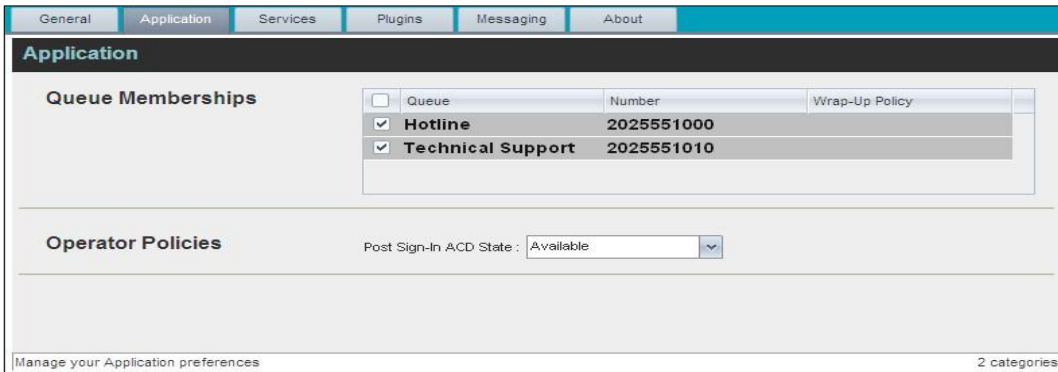 General Application Services Plugins Messaging About
Application
Queue Memberships
Queue Number Wrap-Up Policy
Hotline 2025551000
Technical Support 2025551010
Operator Policies
Post Sign-In ACD State : Available
Manage your Application preferences 2 categories